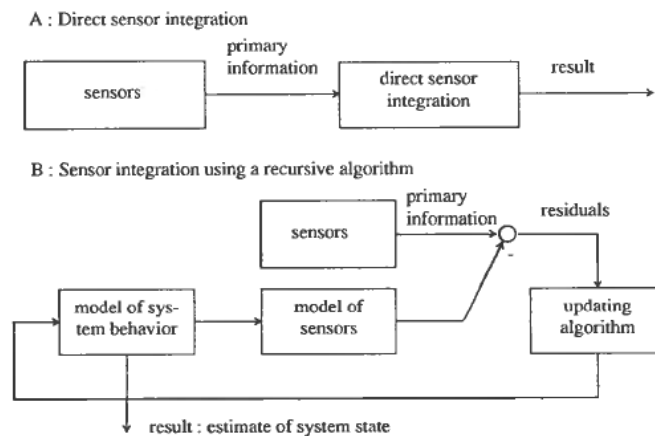 A : Direct sensor integration
primary
information
sensors
direct sensor
integration
result
B : Sensor integration using a recursive algorithm
primary
information
residuals
sensors
-
model of sys-
tem behavior
model of
sensors
updating
algorithm
result : estimate of system state